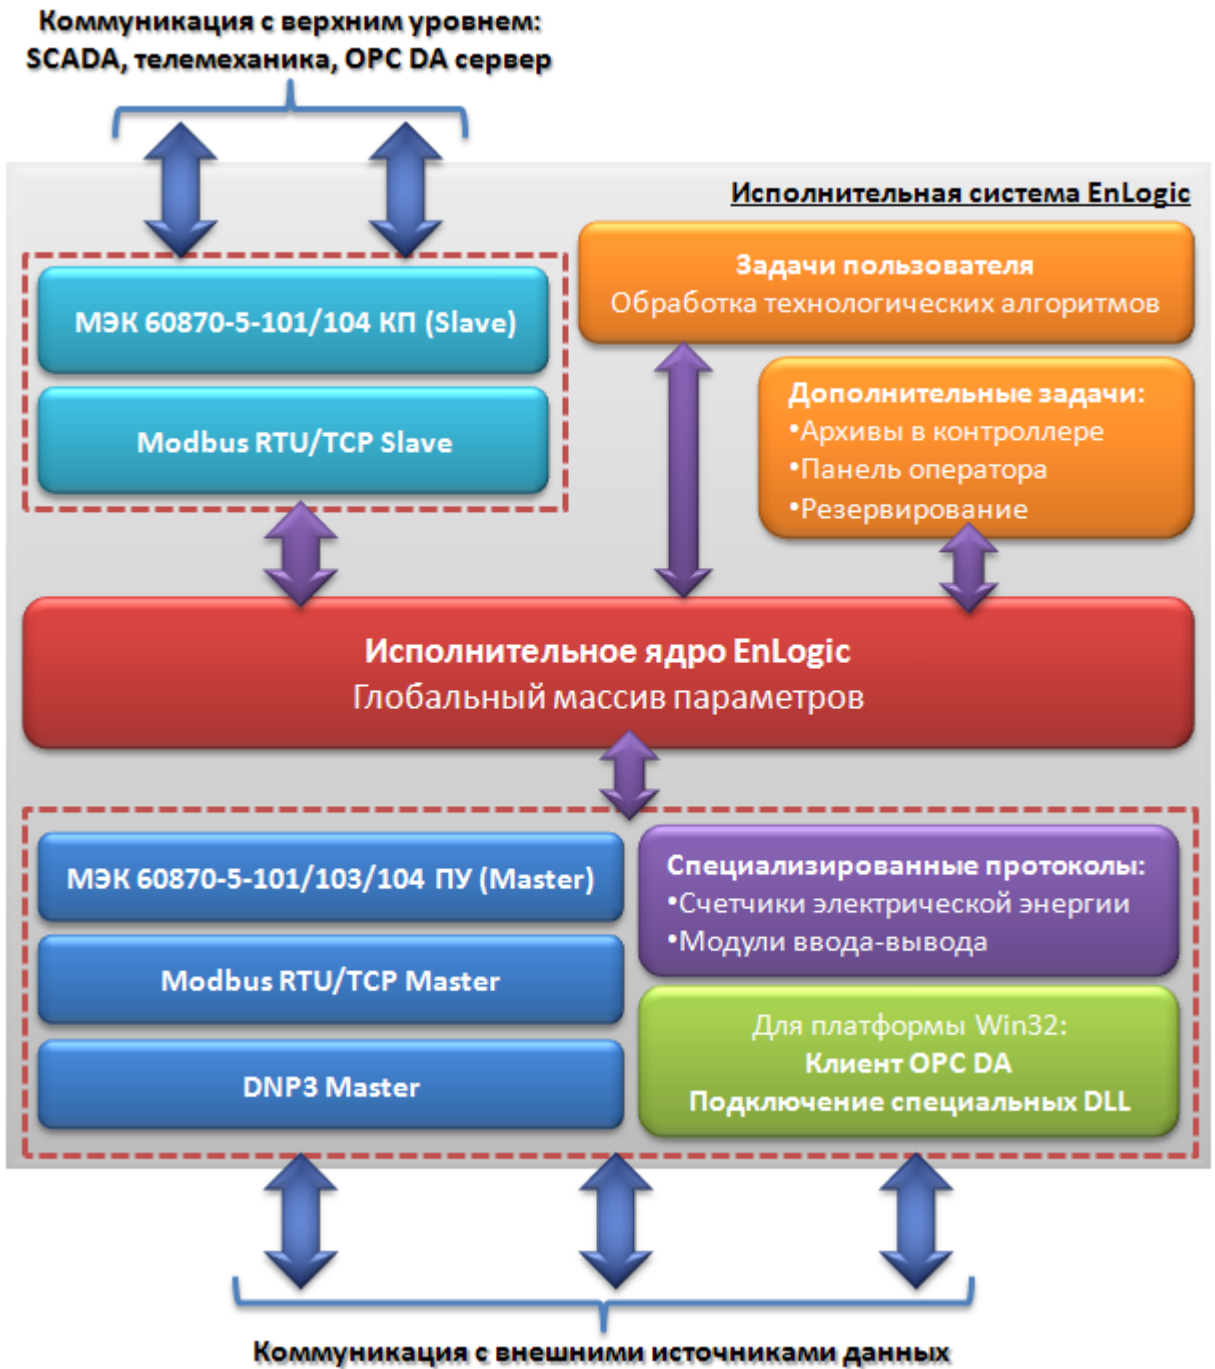 Коммуникация с верхним уровнем:
SCADA, телемеханика, OPC DA сервер
Исполнительная система EnLogic
МЭК 60870-5-101/104 КП (Slave)
Modbus RTU/TCP Slave
Задачи пользователя
Обработка технологических алгоритмов
Дополнительные задачи:
•Архивы в контроллере
•Панель оператора
•Резервирование
Исполнительное ядро EnLogic
Глобальный массив параметров
МЭК 60870-5-101/103/104 ПУ (Master)
Modbus RTU/TCP Master
DNP3 Master
Специализированные протоколы:
•Счетчики электрической энергии
•Модули ввода-вывода
Для платформы Win32:
Клиент OPC DA
Подключение специальных DLL
Коммуникация с внешними источниками данных